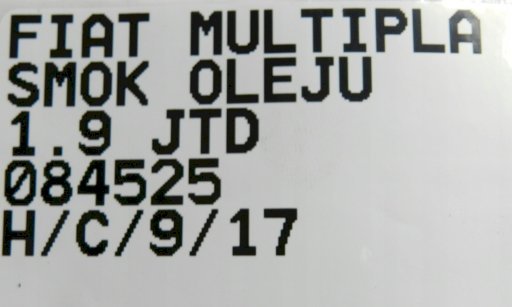 FIAT MULTIPLA
SMOK OLEJU
1.9 JTD
084525
H/C/9/17